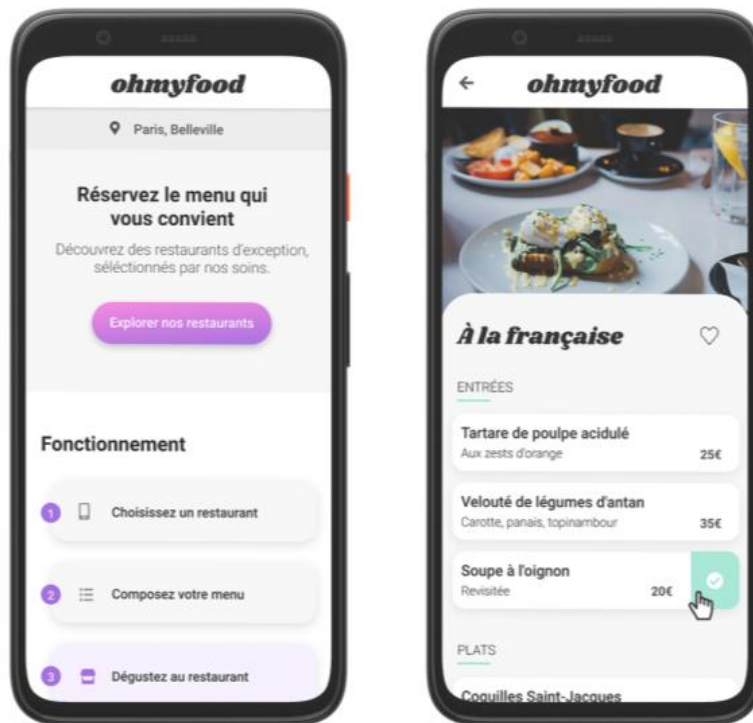 ohmyfood
Paris, Belleville
Réservez le menu qui
vous convient
Découvrez des restaurants d'exception,
séléctionnés par nos soins.
Explorer nos restaurants
Fonctionnement
1 Choisissez un restaurant
2 Composez votre menu
3 Dégustez au restaurant
ohmyfood
À la française
ENTRÉES
Tartare de poulpe acidulé
Aux zests d'orange 25€
Velouté de légumes d'antan
Carotte, panais, topinambour 35€
Soupe à l'oignon
Revisitée 20€
PLATS
Coquilles Saint-Jacques